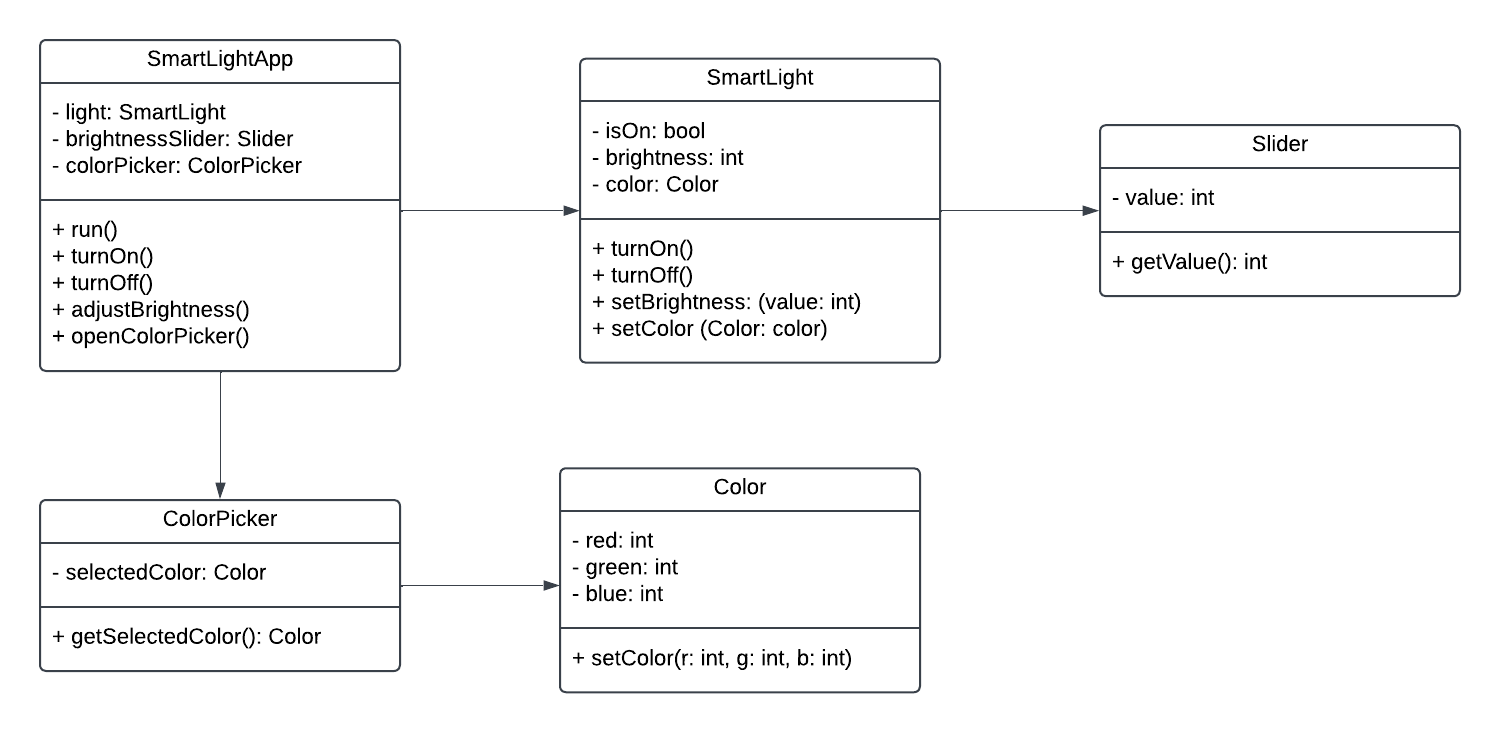 SmartLightApp
- light: SmartLight
- brightnessSlider: Slider
- colorPicker: ColorPicker
+ run()
+ turnOn()
+ turnOff()
+ adjustBrightness()
+ openColorPicker()
SmartLight
- isOn: bool
- brightness: int
- color: Color
+ turnOn()
+ turnOff()
+ setBrightness: (value: int)
+ setColor (Color: color)
Slider
- value: int
+ getValue(): int
ColorPicker
- selectedColor: Color
+ getSelectedColor(): Color
Color
- red: int
- green: int
- blue: int
+ setColor(r: int, g: int, b: int)